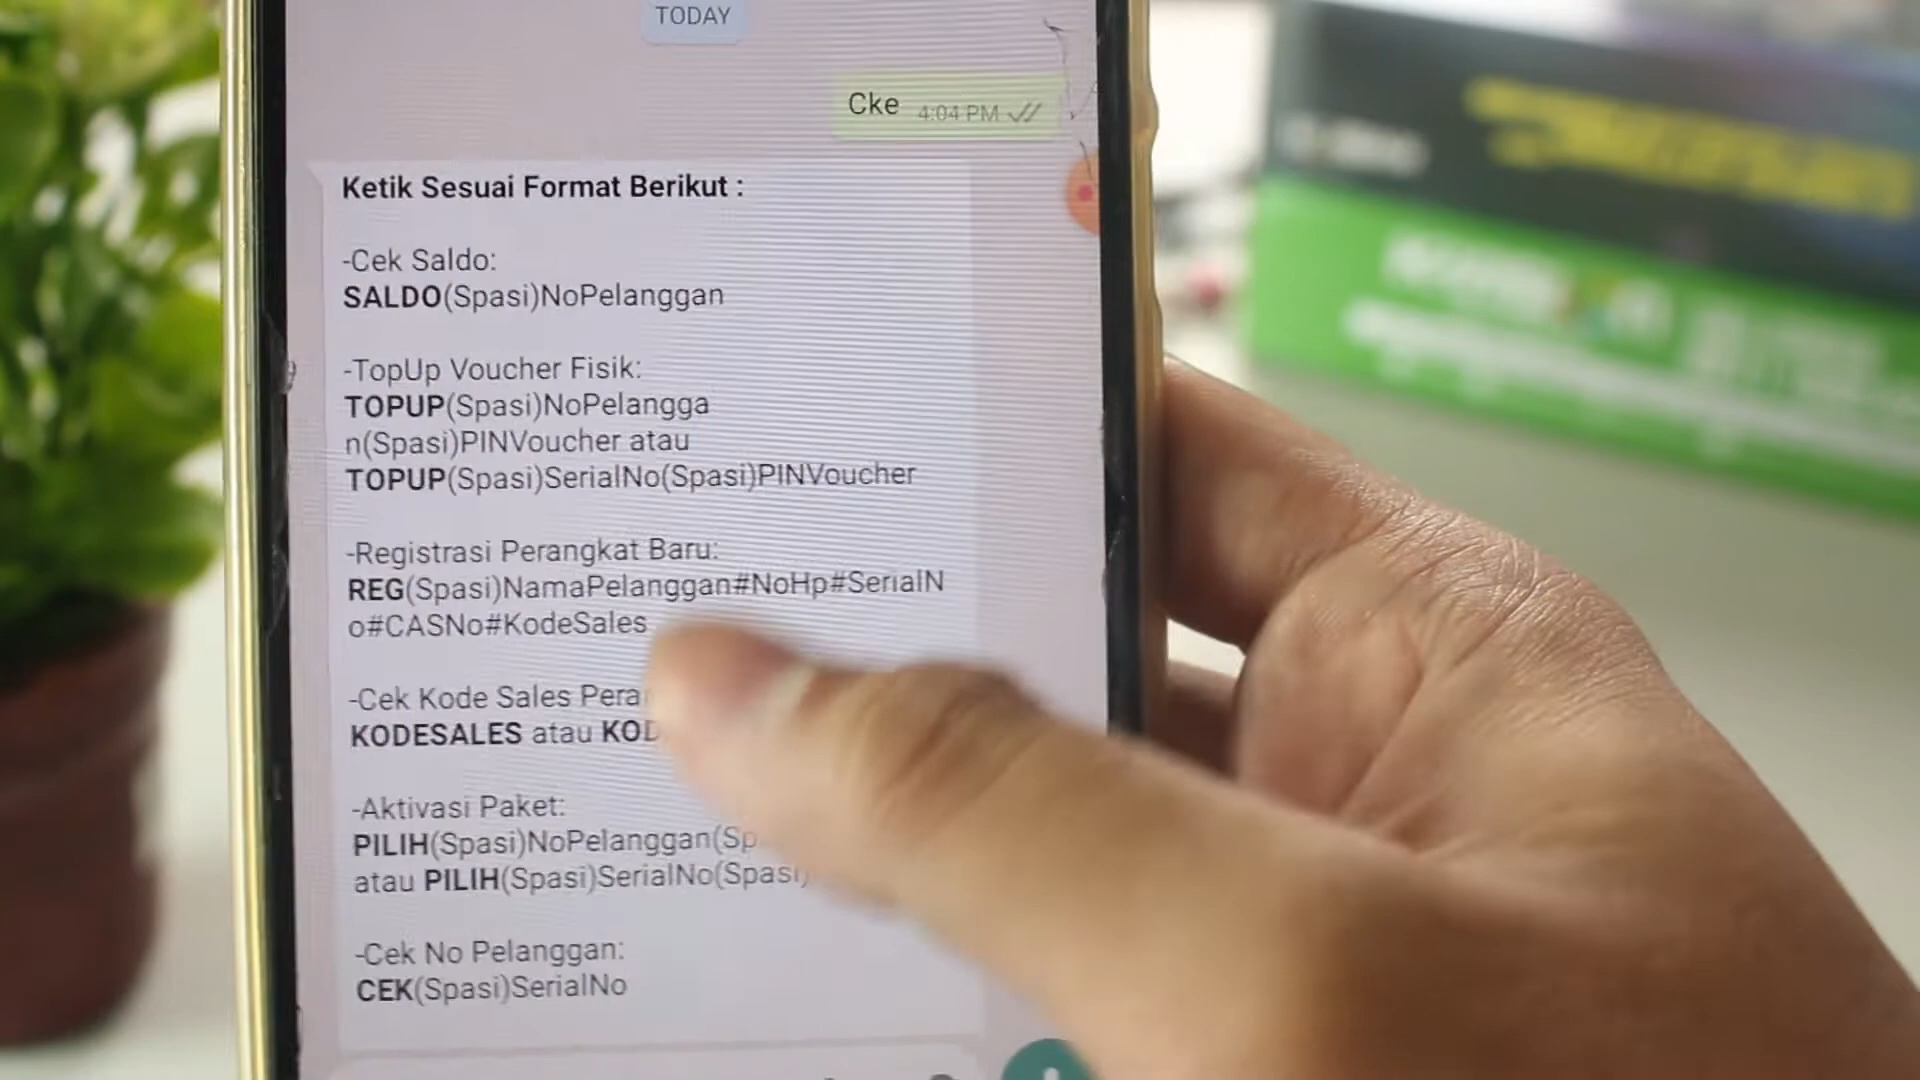 TODAY
Cke 4:04 PM
Ketik Sesuai Format Berikut :
-Cek Saldo:
SALDO(Spasi)NoPelanggan
-TopUp Voucher Fisik:
TOPUP(Spasi)NoPelangga
n(Spasi)PINVoucher atau
TOPUP(Spasi)SerialNo(Spasi)PINVoucher
-Registrasi Perangkat Baru:
REG(Spasi)NamaPelanggan#NoHp#SerialN
o#CASNo#KodeSales
-Cek Kode Sales
KODESALES atau
-Aktivasi Paket:
PILIH(Spasi)NoPelanggan(Sp
atau PILIH(Spasi)SerialNo(Spasi)
-Cek No Pelanggan:
CEK(Spasi)SerialNo